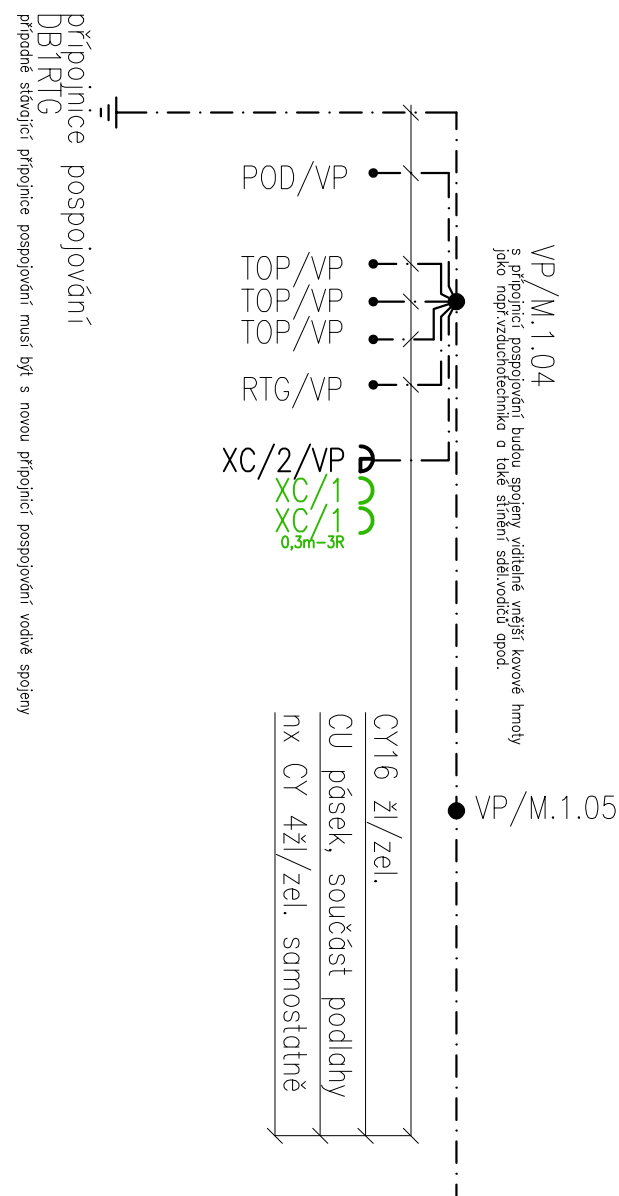 přípojnice pospojování
DB1RTG
případné stávající přípojnice pospojování musí být s novou přípojnicí pospojování vodivě spojeny
POD/VP
TOP/VP
TOP/VP
TOP/VP
RTG/VP
XC/2/VP
XC/1
XC/1
0,3m-3R
VP/M.1.04
s přípojnicí pospojování budou spojeny viditelné vnější kovové hmoty
jako např.vzduchotechnika a také stínění sděl.vodičů apod.
VP/M.1.05
CY16 žl/zel.
CU pásek, součást podlahy
nx CY 4žl/zel. samostatně